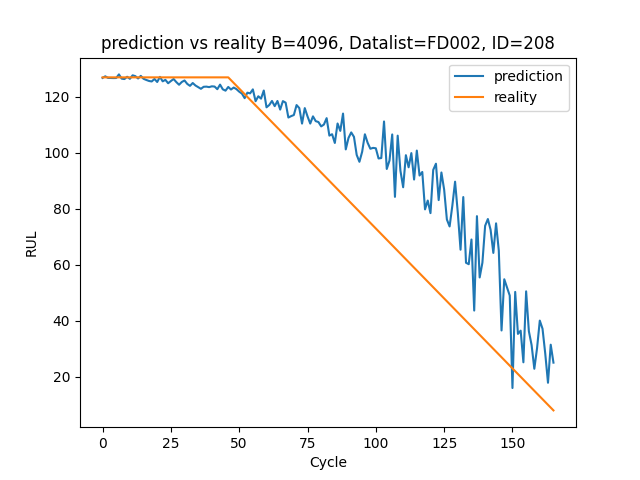 prediction vs reality B=4096, Datalist=FD002, ID=208
prediction
reality
120
100
80
60
40
20
RUL
0 25 50 75 100 125 150
Cycle